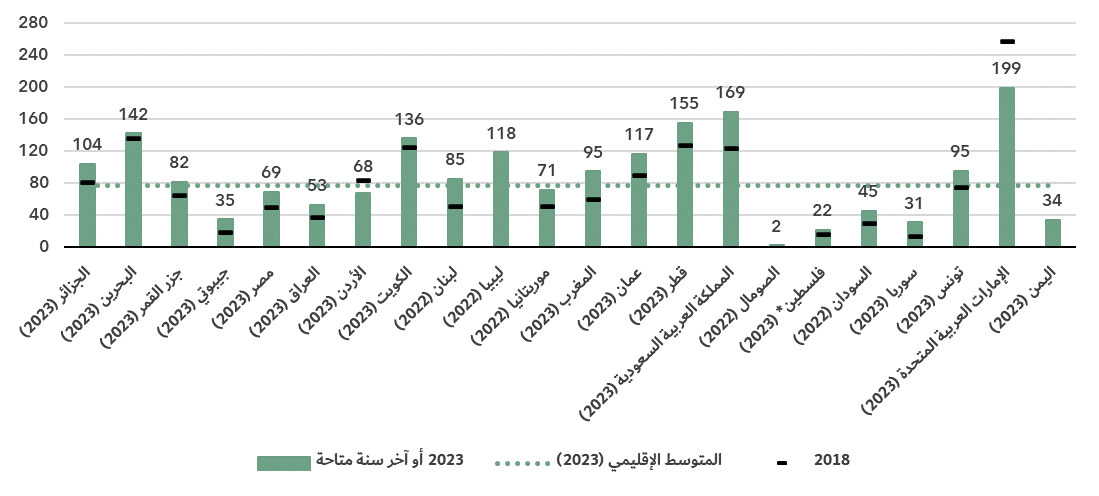 280
240
200
160
120
80
40
0
104
142
82
35
69
53
68
136
85
118
71
95
117
155
169
2
22
45
31
95
199
34
الجزائر (2023)
البحرين (2023)
جزر القمر (2023)
جيبوتي (2023)
مصر (2023)
العراق (2023)
الأردن (2023)
الكويت (2023)
لبنان (2022)
ليبيا (2022)
موريتانيا (2022)
المغرب (2023)
عمان (2023)
قطر (2023)
المملكة العربية السعودية (2023)
الصومال (2022)
فلسطين* (2023)
السودان (2022)
سوريا (2023)
تونس (2023)
الإمارات العربية المتحدة (2023)
اليمن (2023)
2023 أو آخر سنة متاحة
المتوسط الإقليمي (2023)
2018